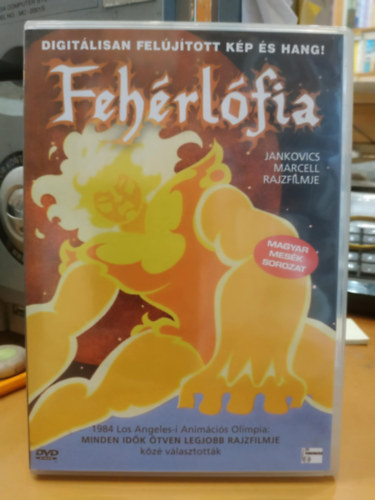 DIGITÁLISAN FELÚJÍTOTT KÉP ÉS HANG!
Fehérlófia
JANKOVICS
MARCELL
RAJZFILMJE
MAGYAR
MESÉK
SOROZAT
1984 Los Angeles-i Animációs Olimpia:
MINDEN IDŐK ÖTVEN LEGJOBB RAJZFILMJE
közé választották
DVD